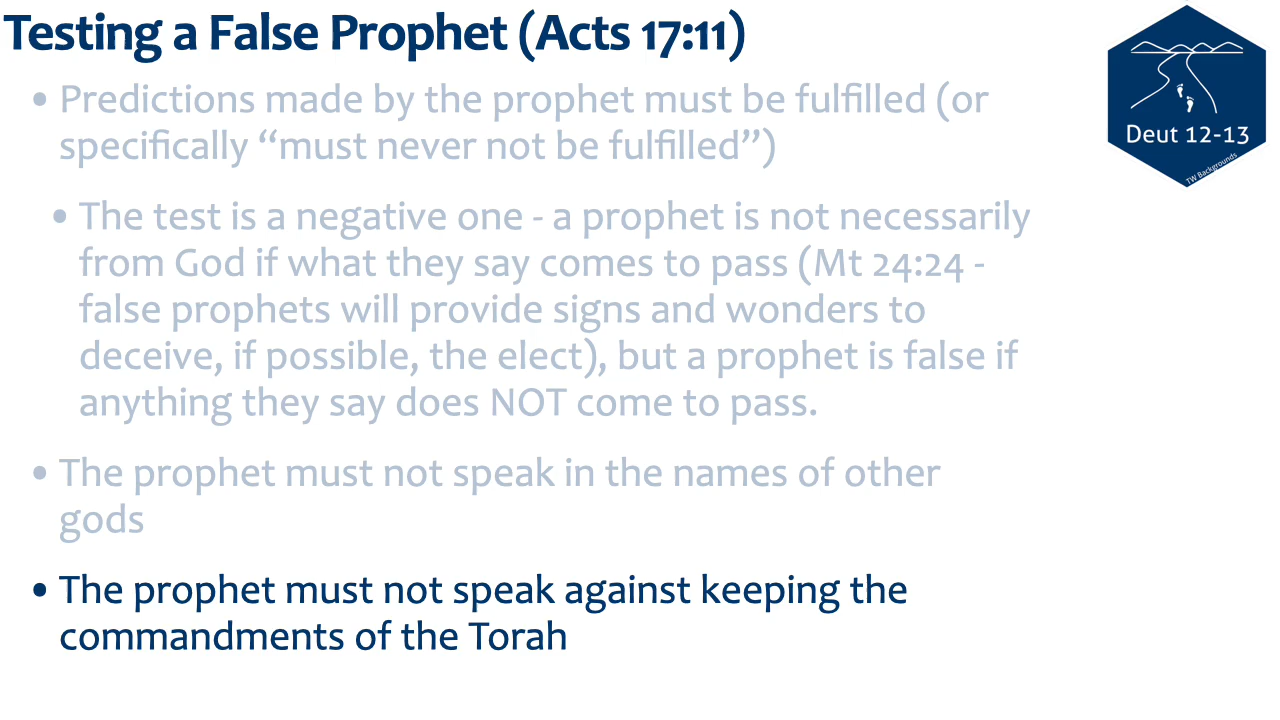 Testing a False Prophet (Acts 17:11)
• Predictions made by the prophet must be fulfilled (or
specifically “must never not be fulfilled”)
• The test is a negative one - a prophet is not necessarily
from God if what they say comes to pass (Mt 24:24 -
false prophets will provide signs and wonders to
deceive, if possible, the elect), but a prophet is false if
anything they say does NOT come to pass.
• The prophet must not speak in the names of other
gods
• The prophet must not speak against keeping the
commandments of the Torah
Deut 12-13
TW Backgrounds